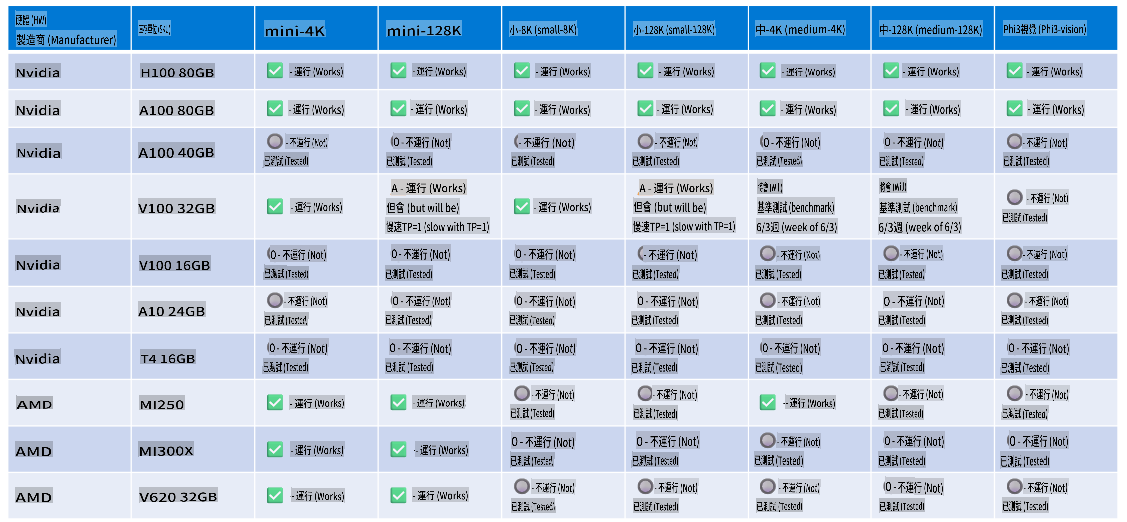 硬體 (HW)
製造商 (Manufacturer)
mini-4K
mini-128K
小-8K (small-8K)
小-128K (small-128K)
中-4K (medium-4K)
中-128K (medium-128K)
Phi3視覺 (Phi3-vision)
Nvidia
H100 80GB
✅ - 運行 (Works)
✅ - 運行 (Works)
✅ - 運行 (Works)
✅ - 運行 (Works)
✅ - 運行 (Works)
✅ - 運行 (Works)
✅ - 運行 (Works)
Nvidia
A100 80GB
✅ - 運行 (Works)
✅ - 運行 (Works)
✅ - 運行 (Works)
✅ - 運行 (Works)
✅ - 運行 (Works)
✅ - 運行 (Works)
✅ - 運行 (Works)
Nvidia
A100 40GB
- 不運行 (Not)
已測試 (Tested)
0 - 不運行 (Not)
已測試 (Tested)
- 不運行 (Not)
已測試 (Tested)
- 不運行 (Not)
已測試 (Tested)
0 - 不運行 (Not)
已測試 (Tested)
0 - 不運行 (Not)
已測試 (Tested)
- 不運行 (Not)
已測試 (Tested)
Nvidia
V100 32GB
✅ - 運行 (Works)
A - 運行 (Works)
但會 (but will be)
慢速TP=1 (slow with TP=1)
✅ - 運行 (Works)
A - 運行 (Works)
但會 (but will be)
慢速TP=1 (slow with TP=1)
將會 (Will)
基準測試 (benchmark)
6/3週 (week of 6/3)
將會 (Will)
基準測試 (benchmark)
6/3週 (week of 6/3)
- 不運行 (Not)
已測試 (Tested)
Nvidia
V100 16GB
0 - 不運行 (Not)
已測試 (Tested)
0 - 不運行 (Not)
已測試 (Tested)
0 - 不運行 (Not)
已測試 (Tested)
- 不運行 (Not)
已測試 (Tested)
- 不運行 (Not)
已測試 (Tested)
- 不運行 (Not)
已測試 (Tested)
- 不運行 (Not)
已測試 (Tested)
Nvidia
A10 24GB
- 不運行 (Not)
已測試 (Tested)
0 - 不運行 (Not)
已測試 (Tested)
0 - 不運行 (Not)
已測試 (Tested)
0 - 不運行 (Not)
已測試 (Tested)
- 不運行 (Not)
已測試 (Tested)
0 - 不運行 (Not)
已測試 (Tested)
- 不運行 (Not)
已測試 (Tested)
Nvidia
T4 16GB
0 - 不運行 (Not)
已測試 (Tested)
0 - 不運行 (Not)
已測試 (Tested)
0 - 不運行 (Not)
已測試 (Tested)
0 - 不運行 (Not)
已測試 (Tested)
0 - 不運行 (Not)
已測試 (Tested)
0 - 不運行 (Not)
已測試 (Tested)
0 - 不運行 (Not)
已測試 (Tested)
AMD
MI250
✅ - 運行 (Works)
✅ - 運行 (Works)
- 不運行 (Not)
已測試 (Tested)
- 不運行 (Not)
已測試 (Tested)
✅ - 運行 (Works)
- 不運行 (Not)
已測試 (Tested)
- 不運行 (Not)
已測試 (Tested)
AMD
MI300X
✅ - 運行 (Works)
✅ - 運行 (Works)
0 - 不運行 (Not)
已測試 (Tested)
0 - 不運行 (Not)
已測試 (Tested)
- 不運行 (Not)
已測試 (Tested)
0 - 不運行 (Not)
已測試 (Tested)
0 - 不運行 (Not)
已測試 (Tested)
AMD
V620 32GB
✅ - 運行 (Works)
✅ - 運行 (Works)
- 不運行 (Not)
已測試 (Tested)
- 不運行 (Not)
已測試 (Tested)
- 不運行 (Not)
已測試 (Tested)
0 - 不運行 (Not)
已測試 (Tested)
- 不運行 (Not)
已測試 (Tested)